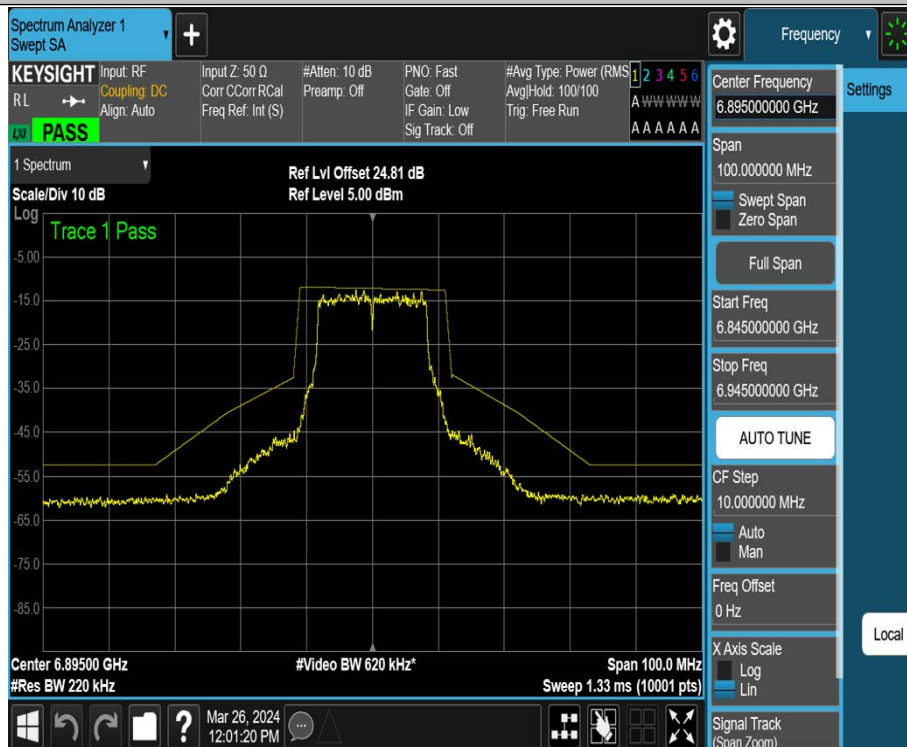 Spectrum Analyzer 1
Swept SA
+
Frequency
KEYSIGHT
RL
LXI
PASS
Input: RF
Coupling: DC
Align: Auto
Input Z: 50 Ω
Corr CCorr RCal
Freq Ref: Int (S)
#Atten: 10 dB
Preamp: Off
PNO: Fast
Gate: Off
IF Gain: Low
Sig Track: Off
#Avg Type: Power (RMS
Avg|Hold: 100/100
Trig: Free Run
1 2 3 4 5 6
A W W W W W
A A A A A A
1 Spectrum
Scale/Div 10 dB
Ref Lvl Offset 24.81 dB
Ref Level 5.00 dBm
Log
Trace 1 Pass
-5.00
-15.0
-25.0
-35.0
-45.0
-55.0
-65.0
-75.0
-85.0
Center 6.89500 GHz
#Res BW 220 kHz
#Video BW 620 kHz*
Span 100.0 MHz
Sweep 1.33 ms (10001 pts)
?
Mar 26, 2024
12:01:20 PM
Center Frequency
6.895000000 GHz
Span
100.000000 MHz
Swept Span
Zero Span
Full Span
Start Freq
6.845000000 GHz
Stop Freq
6.945000000 GHz
AUTO TUNE
CF Step
10.000000 MHz
Auto
Man
Freq Offset
0 Hz
X Axis Scale
Log
Lin
Signal Track
(Span Zoom)
Settings
Local